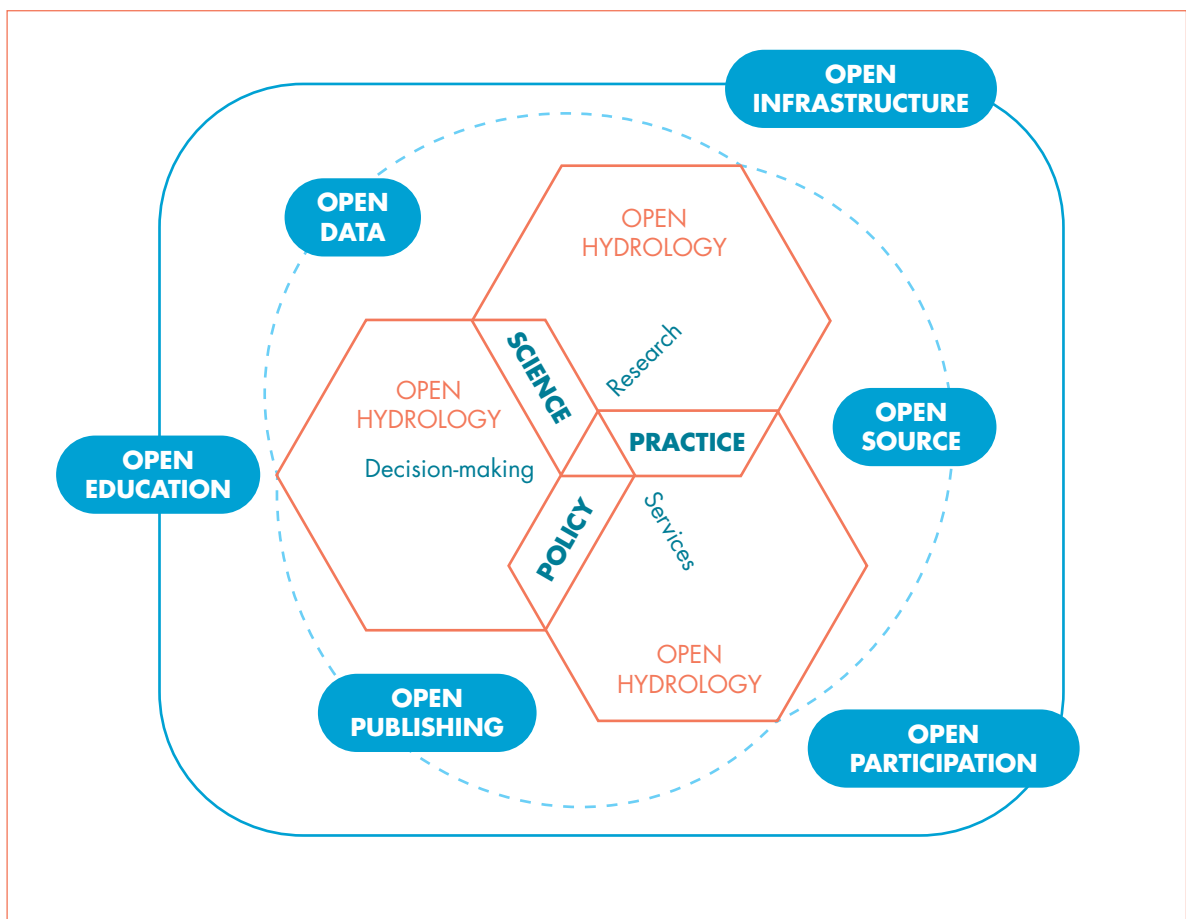 OPEN
INFRASTRUCTURE
OPEN
DATA
OPEN
HYDROLOGY
SCIENCE
Research
OPEN
HYDROLOGY
Decision-making
PRACTICE
OPEN
SOURCE
OPEN
EDUCATION
POLICY
Services
OPEN
HYDROLOGY
OPEN
PUBLISHING
OPEN
PARTICIPATION